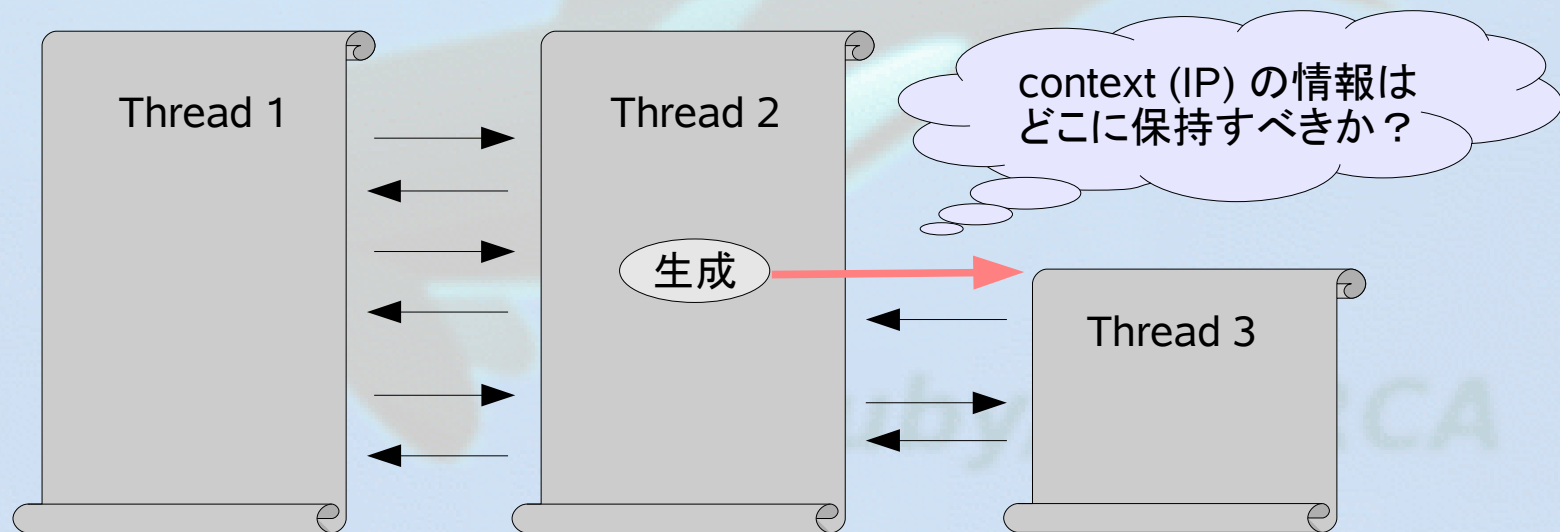 Thread 1
Thread 2
context (IP) の情報は
どこに保持すべきか？
生成
Thread 3